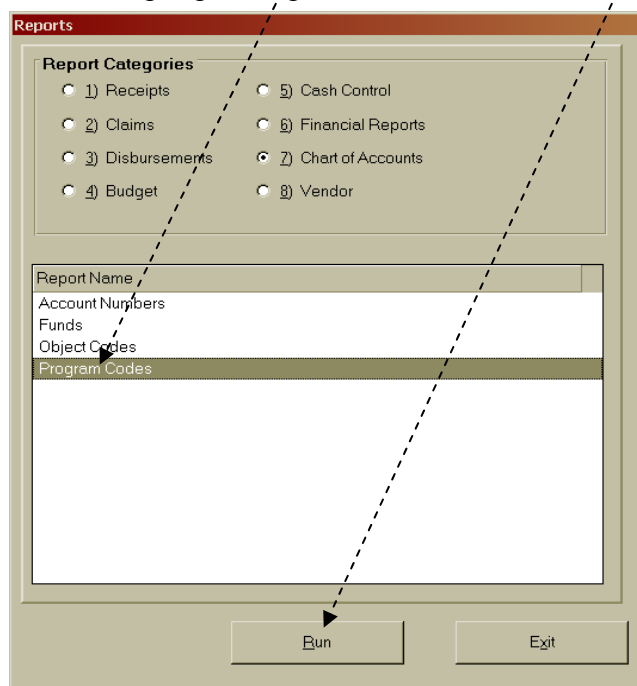 Reports
Report Categories
1) Receipts
5) Cash Control
2) Claims
6) Financial Reports
3) Disbursements
7) Chart of Accounts
4) Budget
8) Vendor
Report Name
Account Numbers
Funds
Object Codes
Program Codes
Run
Exit